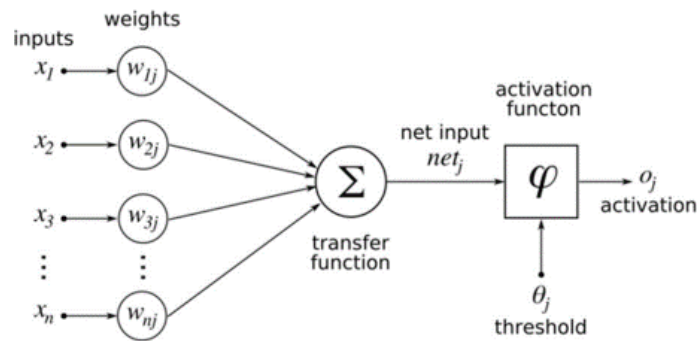 inputs
weights
x1
w1j
x2
w2j
x3
w3j
⋮
⋮
xn
wnj
Σ
transfer
function
net input
netj
activation
functon
φ
oj
activation
θj
threshold